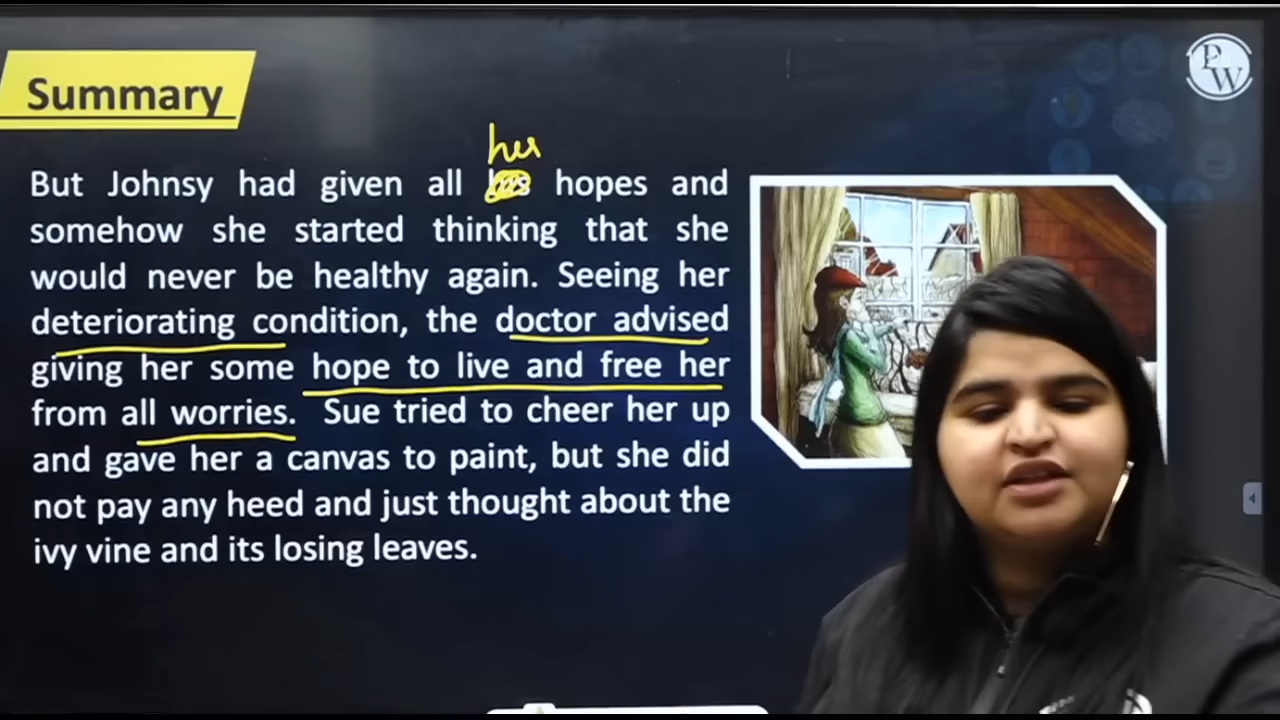 Summary
PW
her
But Johnsy had given all hopes and
somehow she started thinking that she
would never be healthy again. Seeing her
deteriorating condition, the doctor advised
giving her some hope to live and free her
from all worries. Sue tried to cheer her up
and gave her a canvas to paint, but she did
not pay any heed and just thought about the
ivy vine and its losing leaves.